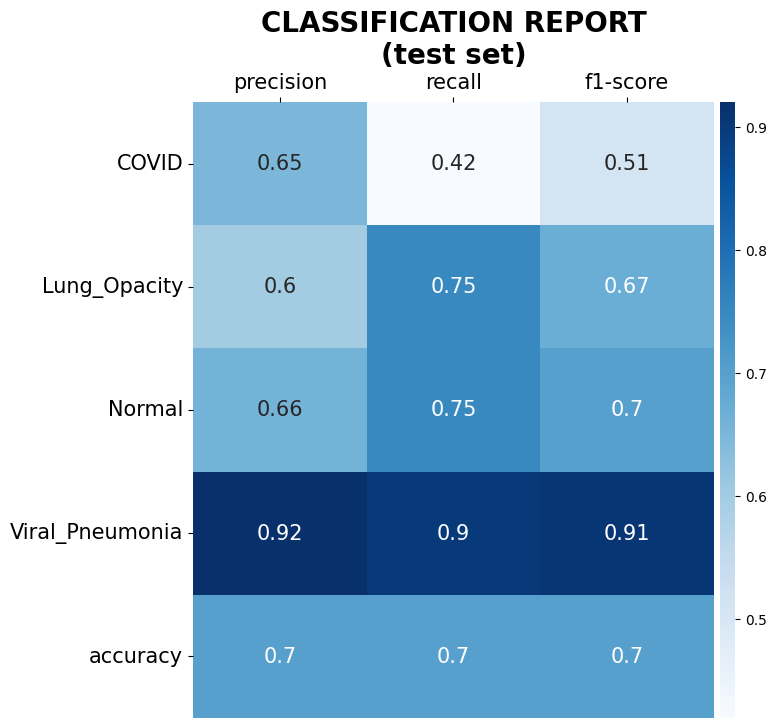 CLASSIFICATION REPORT
(test set)
precision recall f1-score
COVID 0.65 0.42 0.51
Lung_Opacity 0.6 0.75 0.67
Normal 0.66 0.75 0.7
Viral_Pneumonia 0.92 0.9 0.91
accuracy 0.7 0.7 0.7
0.9
0.8
0.7
0.6
0.5